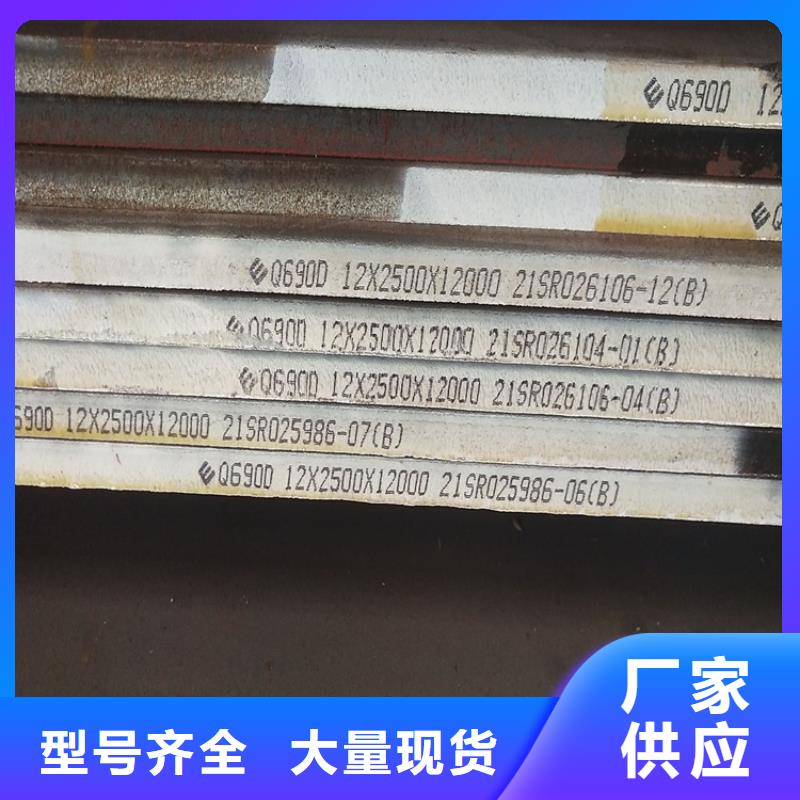 Q690D 12
Q690D 12X2500X12000 21SR026106-12(B)
Q690D 12X2500X12000 21SR026104-01(B)
Q690D 12X2500X12000 21SR026106-04(B)
690D 12X2500X12000 21SR025986-07(B)
Q690D 12X2500X12000 21SR025986-06(B)
型号齐全 大量现货
厂家
供应